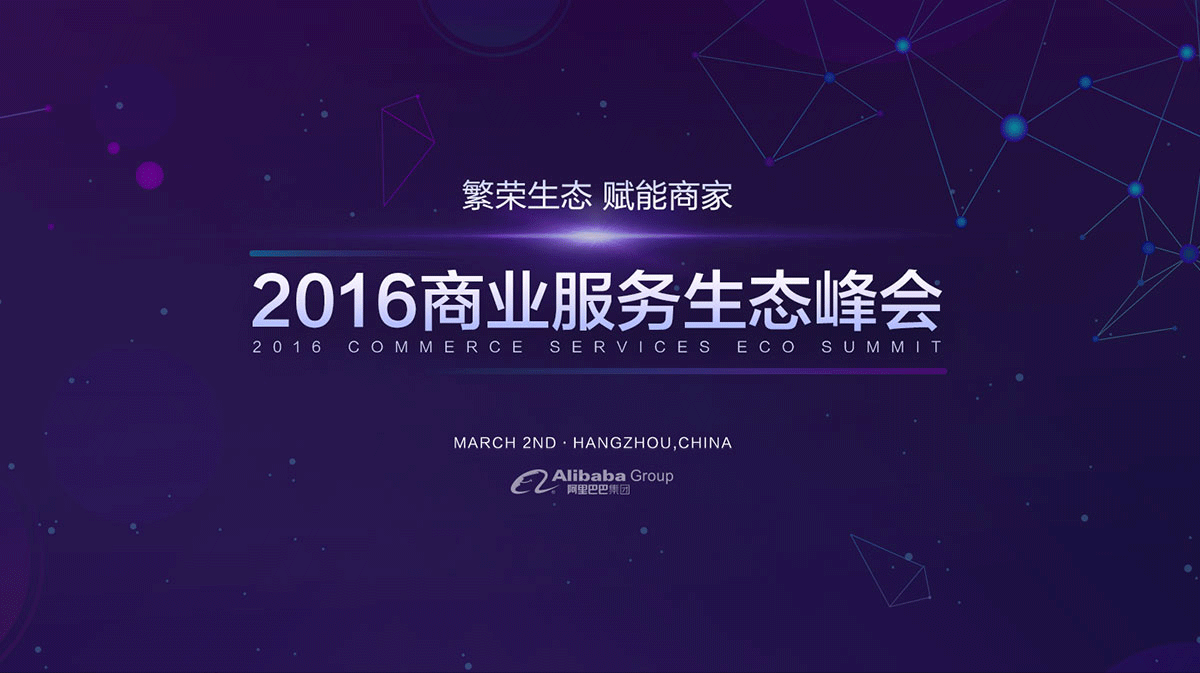 繁荣生态 赋能商家
2016商业服务生态峰会
2016 COMMERCE SERVICES ECO SUMMIT
MARCH 2ND · HANGZHOU,CHINA
Alibaba Group
阿里巴巴集团